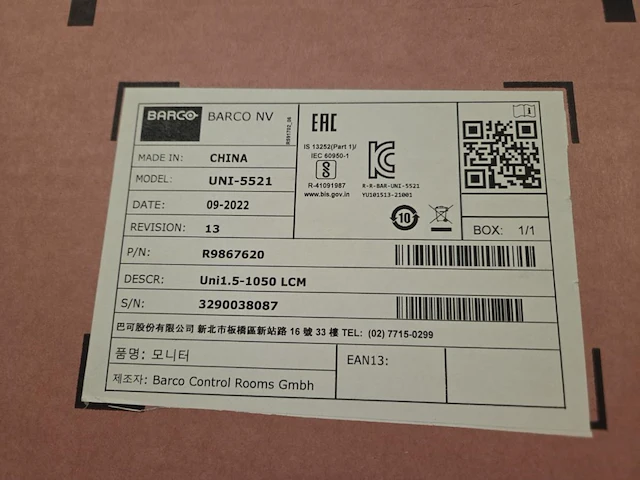 BARCO BARCO NV
R591702_06
MADE IN: CHINA
MODEL: UNI-5521
DATE: 09-2022
REVISION: 13
EAC
IS 13252(Part 1)/
IEC 60950-1
R-41091987
www.bis.gov.in
R-R-BAR-UNI-5521
YU101513-21001
10
BOX: 1/1
P/N: R9867620
DESCR: Uni1.5-1050 LCM
S/N: 3290038087
巴可股份有限公司 新北市板橋區新站路 16 號 33 樓 TEL: (02) 7715-0299
품명: 모니터
제조자: Barco Control Rooms Gmbh
EAN13: